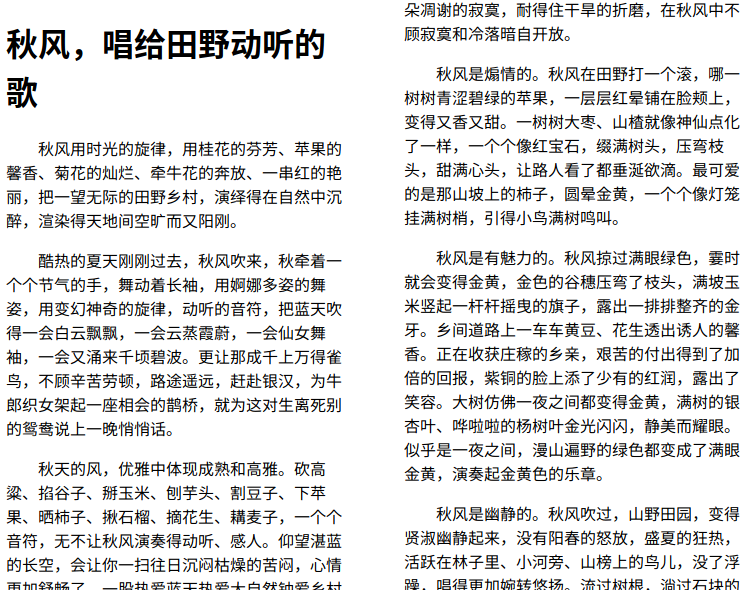 秋风，唱给田野动听的
歌
秋风用时光的旋律，用桂花的芬芳、苹果的
馨香、菊花的灿烂、牵牛花的奔放、一串红的艳
丽，把一望无际的田野乡村，演绎得在自然中沉
醉，渲染得天地间空旷而又阳刚。
酷热的夏天刚刚过去，秋风吹来，秋牵着一
个个节气的手，舞动着长袖，用婀娜多姿的舞
姿，用变幻神奇的旋律，动听的音符，把蓝天吹
得一会白云飘飘，一会云蒸霞蔚，一会仙女舞
袖，一会又涌来千顷碧波。更让那成千上万得雀
鸟，不顾辛苦劳顿，路途遥远，赶赴银汉，为牛
郎织女架起一座相会的鹊桥，就为这对生离死别
的鸳鸯说上一晚悄悄话。
秋天的风，优雅中体现成熟和高雅。砍高
粱、掐谷子、掰玉米、刨芋头、割豆子、下苹
果、晒柿子、揪石榴、摘花生、耩麦子，一个个
音符，无不让秋风演奏得动听、感人。仰望湛蓝
的长空，会让你一扫往日沉闷枯燥的苦闷，心情
更加舒畅了，一股热爱蓝天热爱大自然钟爱乡村
朵凋谢的寂寞，耐得住干旱的折磨，在秋风中不
顾寂寞和冷落暗自开放。
秋风是煽情的。秋风在田野打一个滚，哪一
树树青涩碧绿的苹果，一层层红晕铺在脸颊上，
变得又香又甜。一树树大枣、山楂就像神仙点化
了一样，一个个像红宝石，缀满树头，压弯枝
头，甜满心头，让路人看了都垂涎欲滴。最可爱
的是那山坡上的柿子，圆晕金黄，一个个像灯笼
挂满树梢，引得小鸟满树鸣叫。
秋风是有魅力的。秋风掠过满眼绿色，霎时
就会变得金黄，金色的谷穗压弯了枝头，满坡玉
米竖起一杆杆摇曳的旗子，露出一排排整齐的金
牙。乡间道路上一车车黄豆、花生透出诱人的馨
香。正在收获庄稼的乡亲，艰苦的付出得到了加
倍的回报，紫铜的脸上添了少有的红润，露出了
笑容。大树仿佛一夜之间都变得金黄，满树的银
杏叶、哗啦啦的杨树叶金光闪闪，静美而耀眼。
似乎是一夜之间，漫山遍野的绿色都变成了满眼
金黄，演奏起金黄色的乐章。
秋风是幽静的。秋风吹过，山野田园，变得
贤淑幽静起来，没有阳春的怒放，盛夏的狂热，
活跃在林子里、小河旁、山榜上的鸟儿，没了浮
躁，唱得更加婉转悠扬。流过树根，淌过石块的